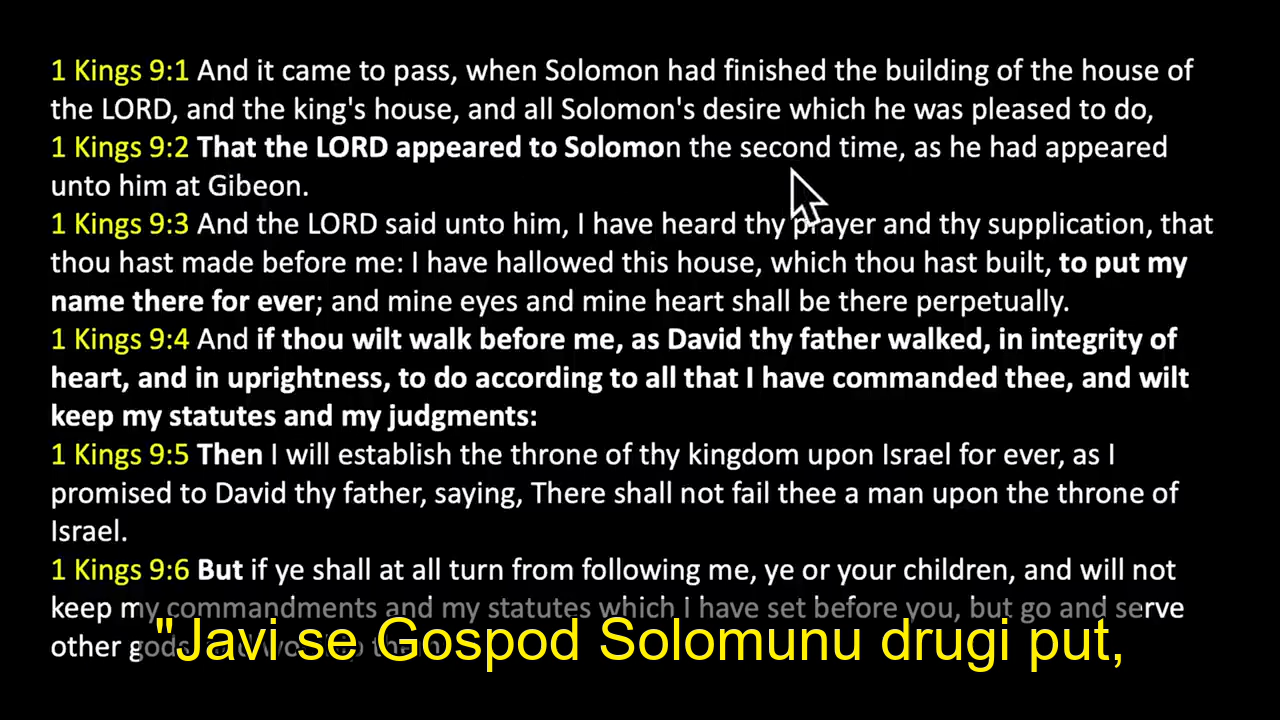 1 Kings 9:1 And it came to pass, when Solomon had finished the building of the house of
the LORD, and the king's house, and all Solomon's desire which he was pleased to do,
1 Kings 9:2 That the LORD appeared to Solomon the second time, as he had appeared
unto him at Gibeon.
1 Kings 9:3 And the LORD said unto him, I have heard thy prayer and thy supplication, that
thou hast made before me: I have hallowed this house, which thou hast built, to put my
name there for ever; and mine eyes and mine heart shall be there perpetually.
1 Kings 9:4 And if thou wilt walk before me, as David thy father walked, in integrity of
heart, and in uprightness, to do according to all that I have commanded thee, and wilt
keep my statutes and my judgments:
1 Kings 9:5 Then I will establish the throne of thy kingdom upon Israel for ever, as I
promised to David thy father, saying, There shall not fail thee a man upon the throne of
Israel.
1 Kings 9:6 But if ye shall at all turn from following me, ye or your children, and will not
keep my commandments and my statutes which I have set before you, but go and serve
other gods
"Javi se Gospod Solomunu drugi put,